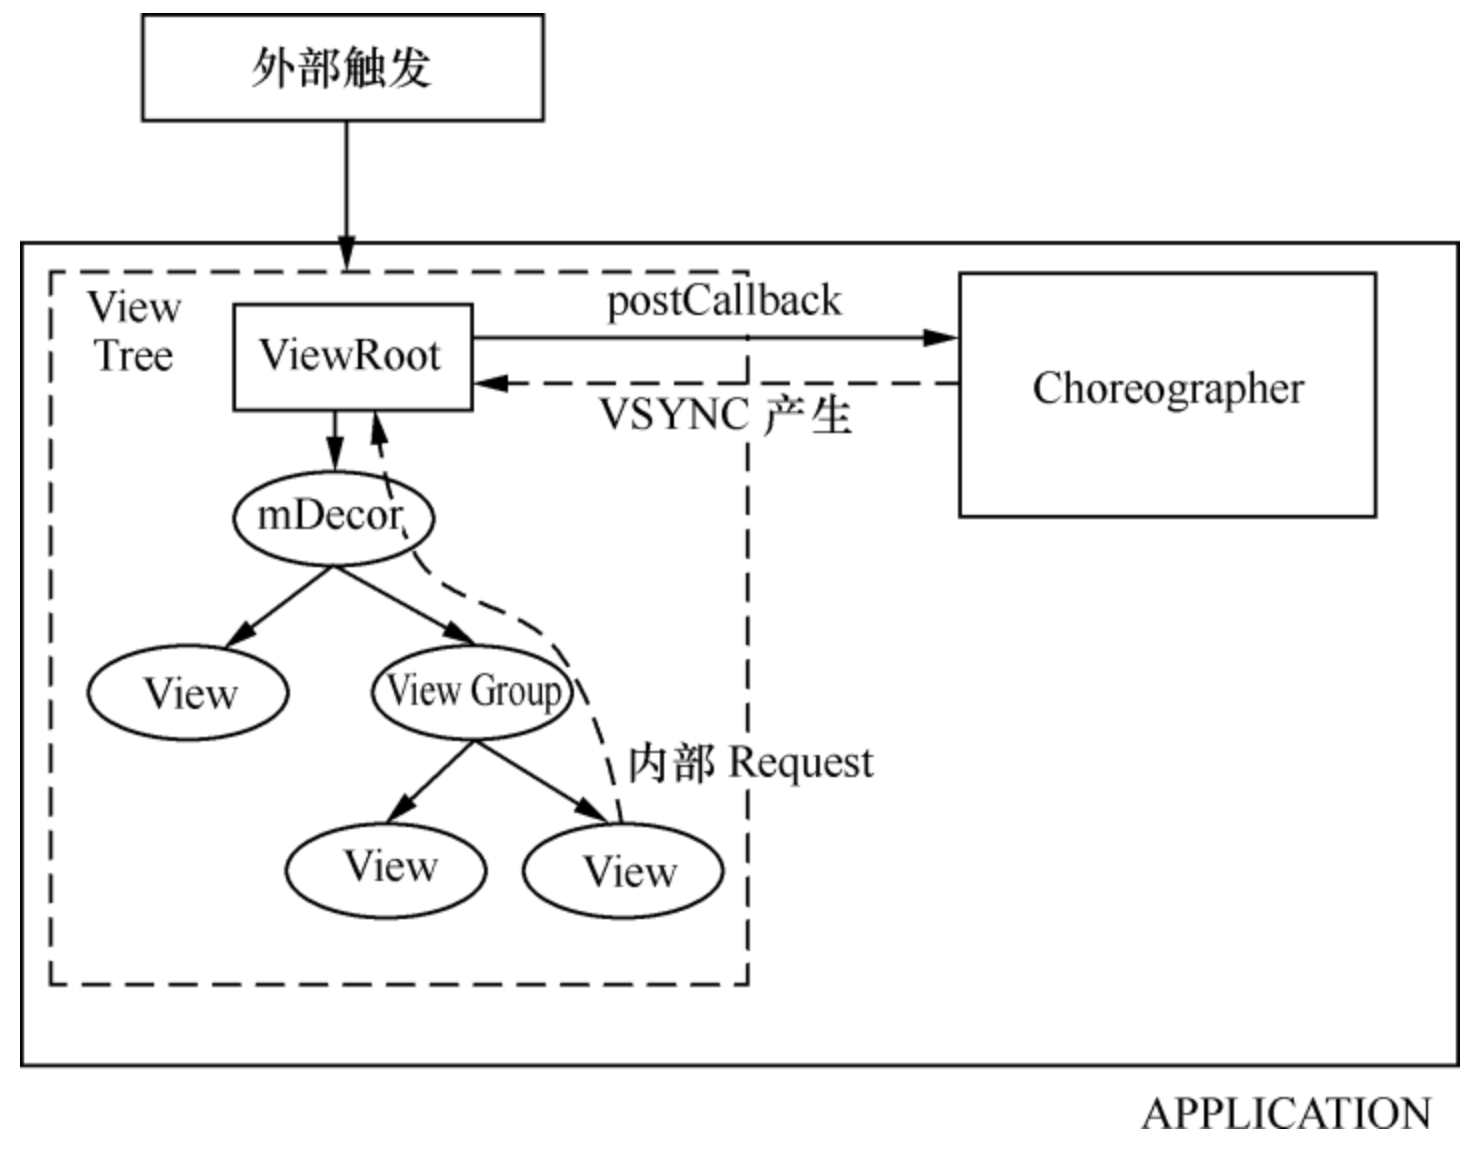 外部触发
View
Tree
ViewRoot
postCallback
VSYNC 产生
Choreographer
mDecor
View
View Group
内部 Request
View
View
APPLICATION